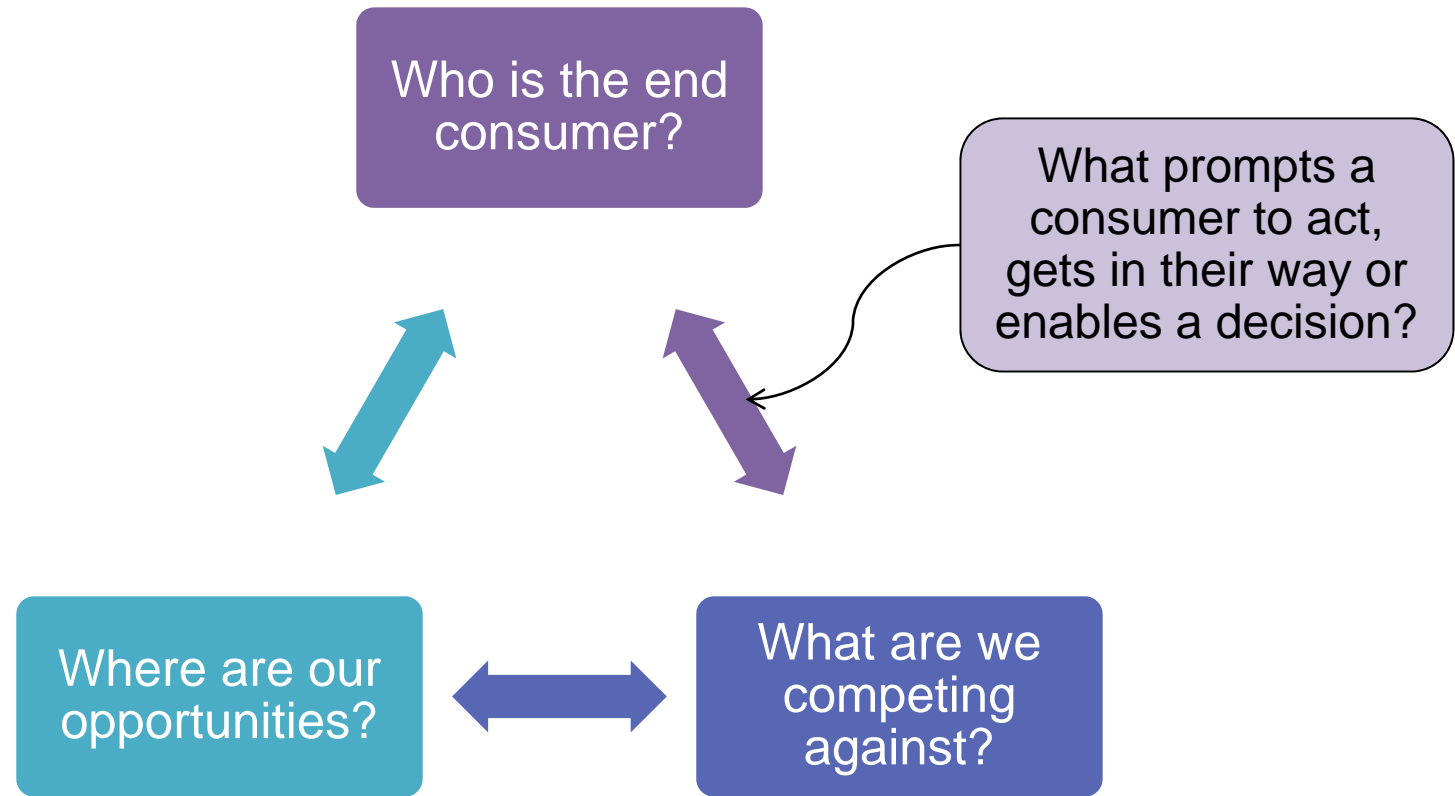 Who is the end
consumer?
What prompts a
consumer to act,
gets in their way or
enables a decision?
Where are our
opportunities?
What are we
competing
against?